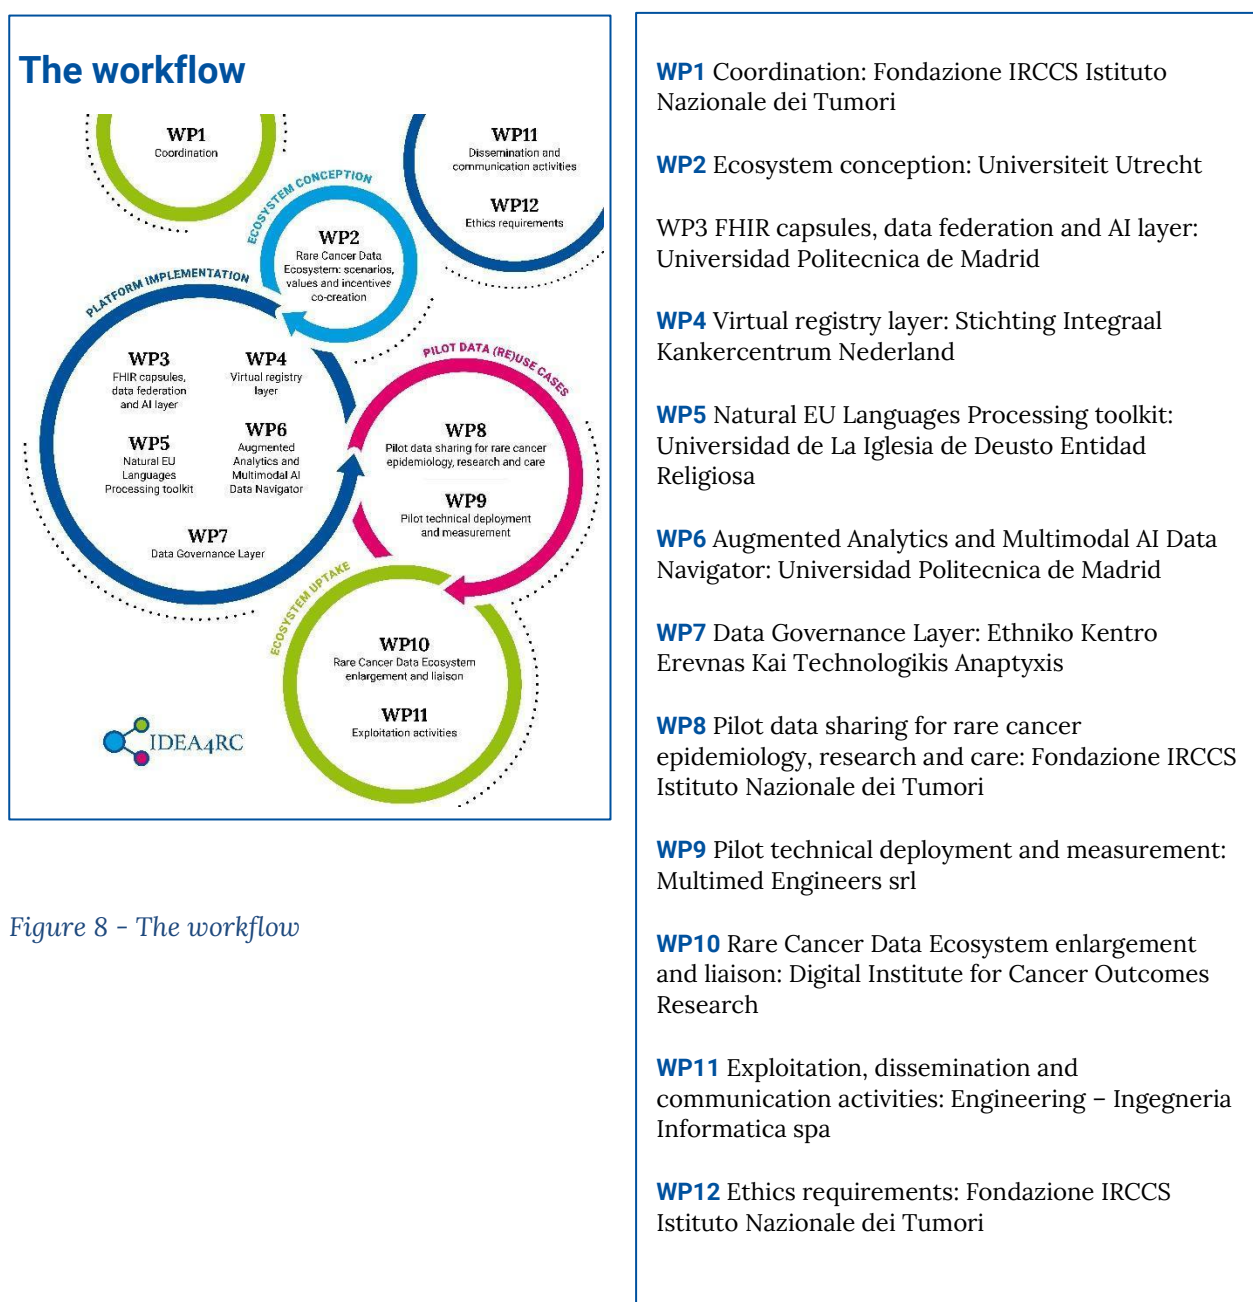 The workflow
WP1
Coordination
WP11
Dissemination and
communication activities
WP12
Ethics requirements
ECOSYSTEM CONCEPTION
WP2
Rare Cancer Data
Ecosystem: scenarios,
values and incentives
co-creation
PLATFORM IMPLEMENTATION
WP3
FHIR capsules,
data federation
and AI layer
WP4
Virtual registry
layer
WP5
Natural EU
Languages
Processing toolkit
WP6
Augmented
Analytics and
Multimodal AI
Data Navigator
WP7
Data Governance Layer
PILOT DATA (RE)USE CASES
WP8
Pilot data sharing for rare cancer
epidemiology, research and care
WP9
Pilot technical deployment
and measurement
ECOSYSTEM UPTAKE
WP10
Rare Cancer Data Ecosystem
enlargement and liaison
WP11
Exploitation activities
IDEA4RC
Figure 8 - The workflow
WP1 Coordination: Fondazione IRCCS Istituto
Nazionale dei Tumori
WP2 Ecosystem conception: Universiteit Utrecht
WP3 FHIR capsules, data federation and AI layer:
Universidad Politecnica de Madrid
WP4 Virtual registry layer: Stichting Integraal
Kankercentrum Nederland
WP5 Natural EU Languages Processing toolkit:
Universidad de La Iglesia de Deusto Entidad
Religiosa
WP6 Augmented Analytics and Multimodal AI Data
Navigator: Universidad Politecnica de Madrid
WP7 Data Governance Layer: Ethniko Kentro
Erevnas Kai Technologikis Anaptyxis
WP8 Pilot data sharing for rare cancer
epidemiology, research and care: Fondazione IRCCS
Istituto Nazionale dei Tumori
WP9 Pilot technical deployment and measurement:
Multimed Engineers srl
WP10 Rare Cancer Data Ecosystem enlargement
and liaison: Digital Institute for Cancer Outcomes
Research
WP11 Exploitation, dissemination and
communication activities: Engineering – Ingegneria
Informatica spa
WP12 Ethics requirements: Fondazione IRCCS
Istituto Nazionale dei Tumori